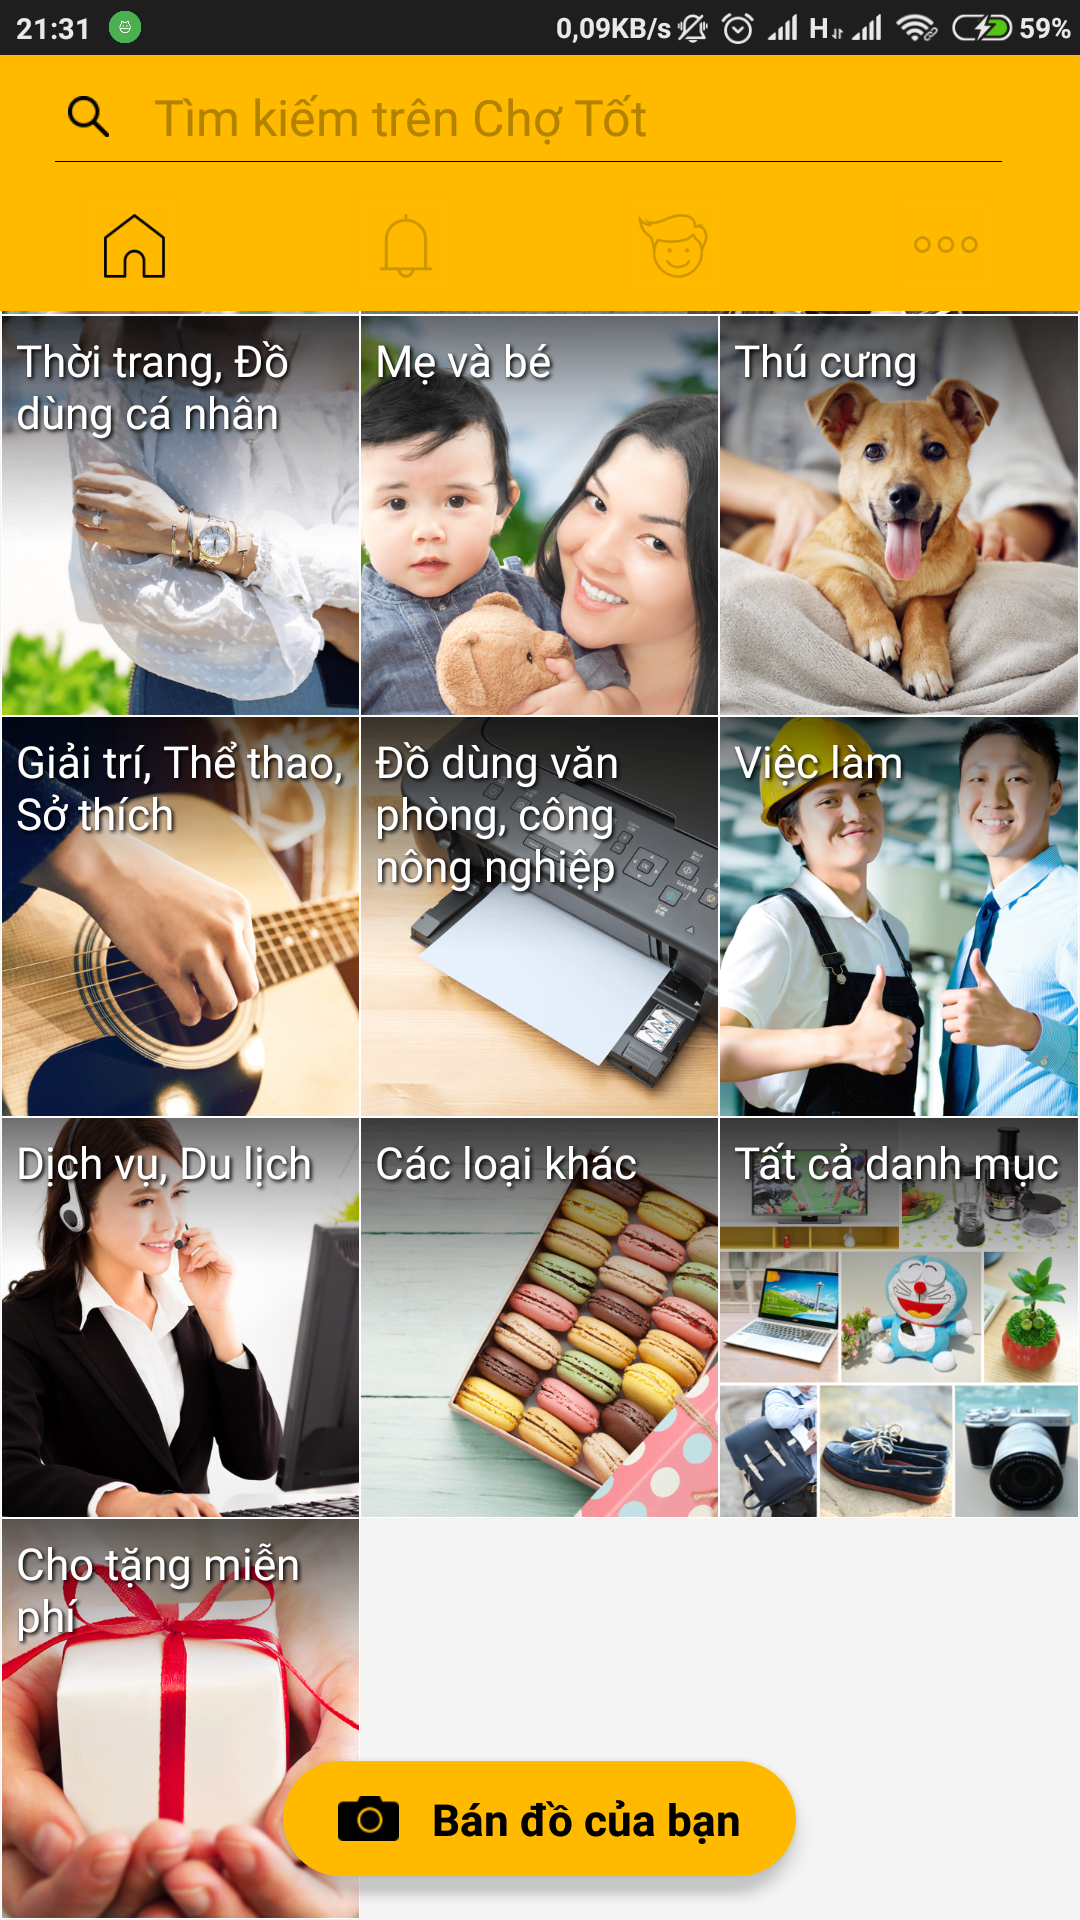 21:31
0,09KB/s H 59%
Tìm kiếm trên Chợ Tốt
Thời trang, Đồ
dùng cá nhân
Mẹ và bé
Thú cưng
Giải trí, Thể thao,
Sở thích
Đồ dùng văn
phòng, công
nông nghiệp
Việc làm
Dịch vụ, Du lịch
Các loại khác
Tất cả danh mục
Cho tặng miễn
phí
Bán đồ của bạn